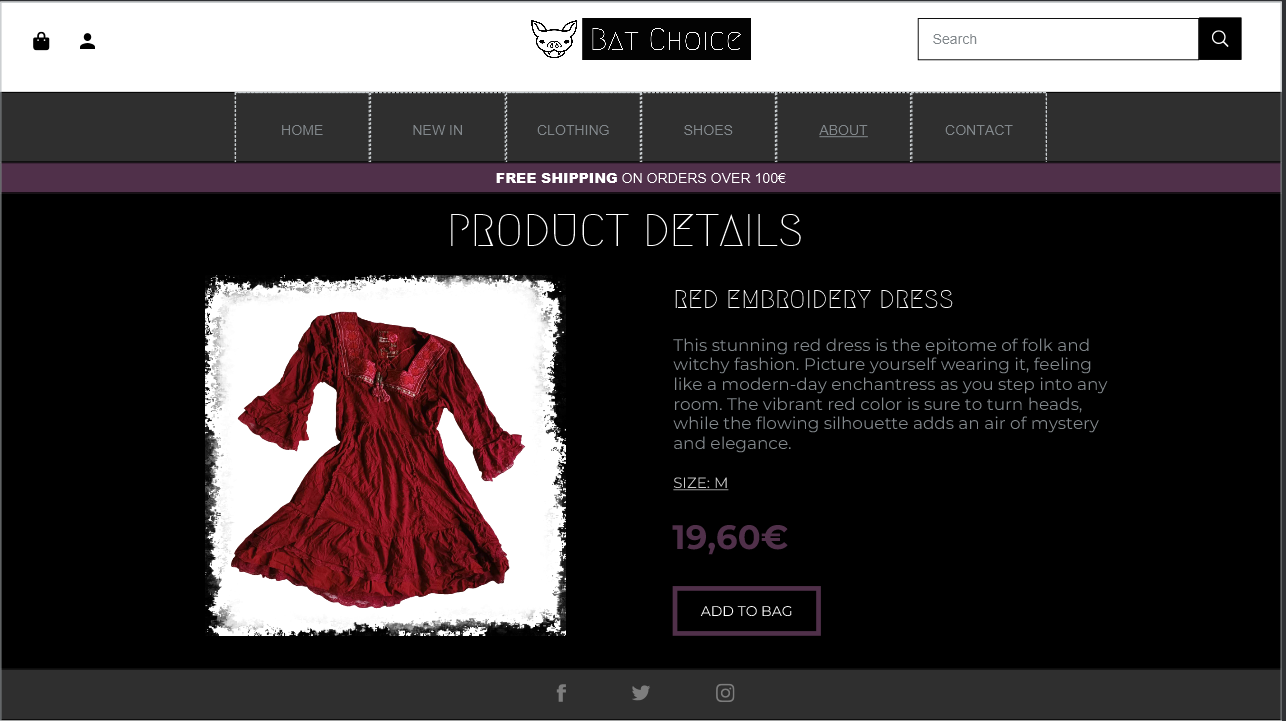 BAT CHOICE
Search
HOME NEW IN CLOTHING SHOES ABOUT CONTACT
FREE SHIPPING ON ORDERS OVER 100€
PRODUCT DETAILS
RED EMBROIDERY DRESS
This stunning red dress is the epitome of folk and
witchy fashion. Picture yourself wearing it, feeling
like a modern-day enchantress as you step into any
room. The vibrant red color is sure to turn heads,
while the flowing silhouette adds an air of mystery
and elegance.
SIZE: M
19,60€
ADD TO BAG